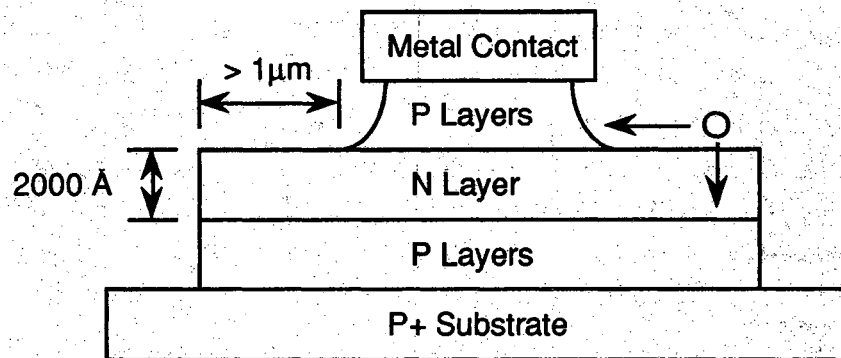 Metal Contact
> 1μm
P Layers
2000 Å
N Layer
P Layers
P+ Substrate